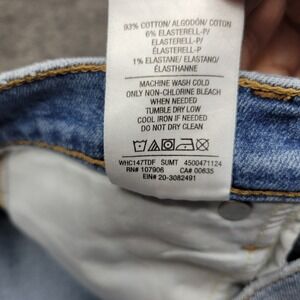 93% COTTON/ ALGODÓN/ COTON
6% ELASTERELL-P/
ELASTERELL-P/
ÉLASTERELL-P
1% ELASTANE/ ELASTANO/
ÉLASTHANNE
MACHINE WASH COLD
ONLY NON-CHLORINE BLEACH
WHEN NEEDED
TUMBLE DRY LOW
COOL IRON IF NEEDED
DO NOT DRY CLEAN
WHC147TDF SUMT 4500471124
RN# 107906 CA# 00835
EIN# 20-3082491